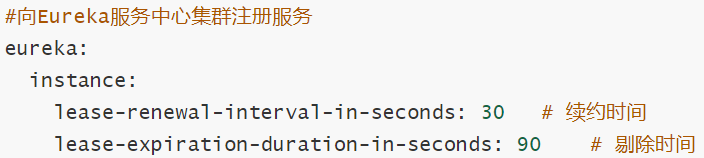 #向Eureka服务中心集群注册服务
eureka:
  instance:
    lease-renewal-interval-in-seconds: 30   # 续约时间
    lease-expiration-duration-in-seconds: 90    # 剔除时间